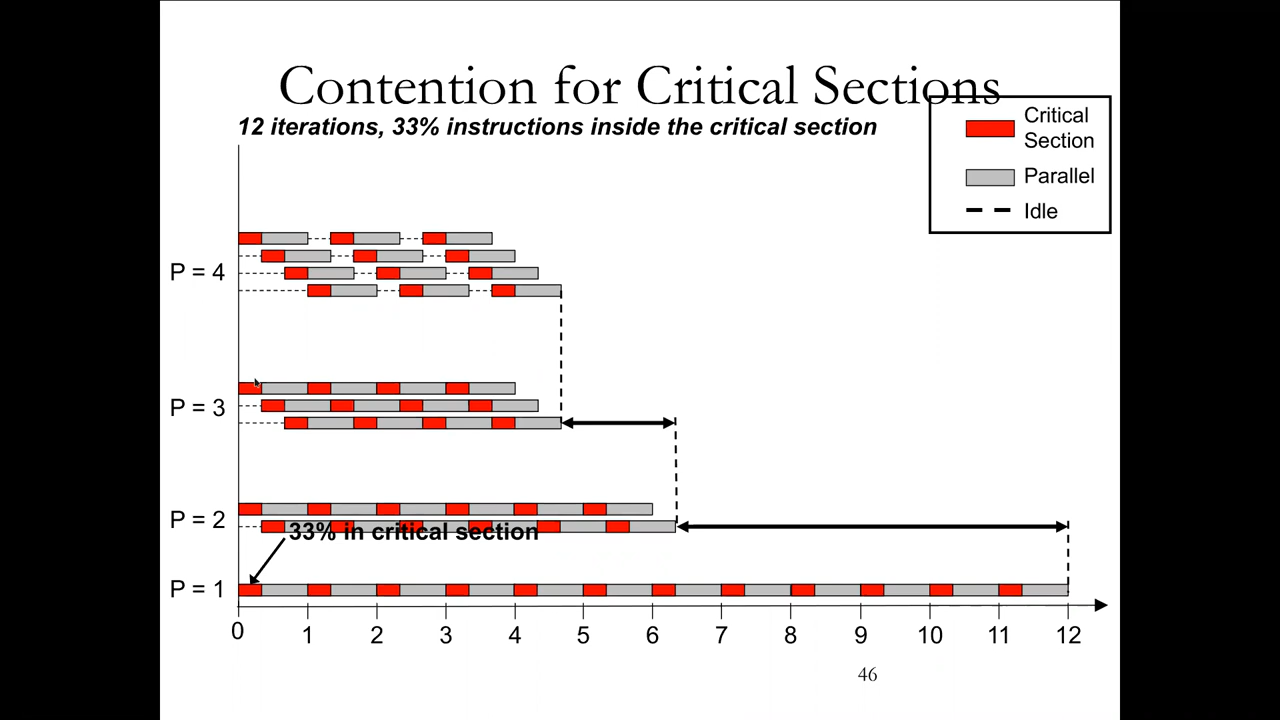 Contention for Critical Sections
12 iterations, 33% instructions inside the critical section
Critical
Section
Parallel
Idle
P = 4
P = 3
P = 2
33% in critical section
P = 1
0 1 2 3 4 5 6 7 8 9 10 11 12
46